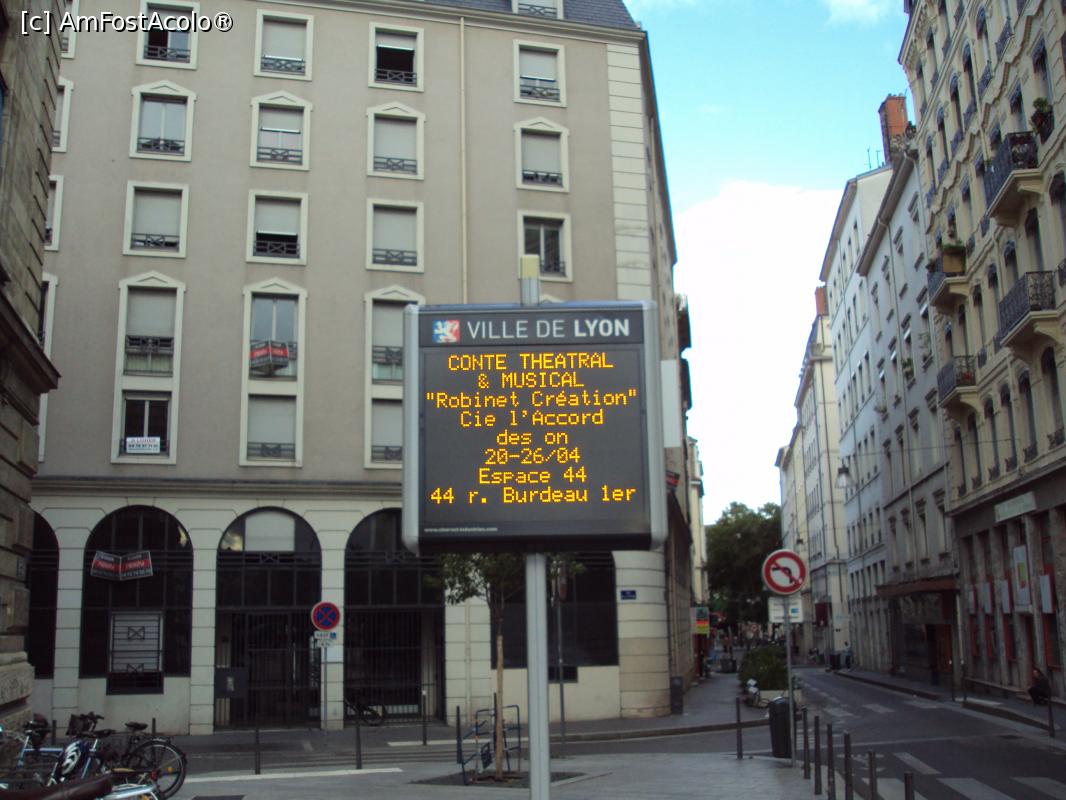 [c] AmFostAcolo®
VILLE DE LYON
CONTE THEATRAL
& MUSICAL
"Robinet Création"
Cie l'Accord
des on
20-26/04
Espace 44
44 r. Burdeau 1er
A LOUER